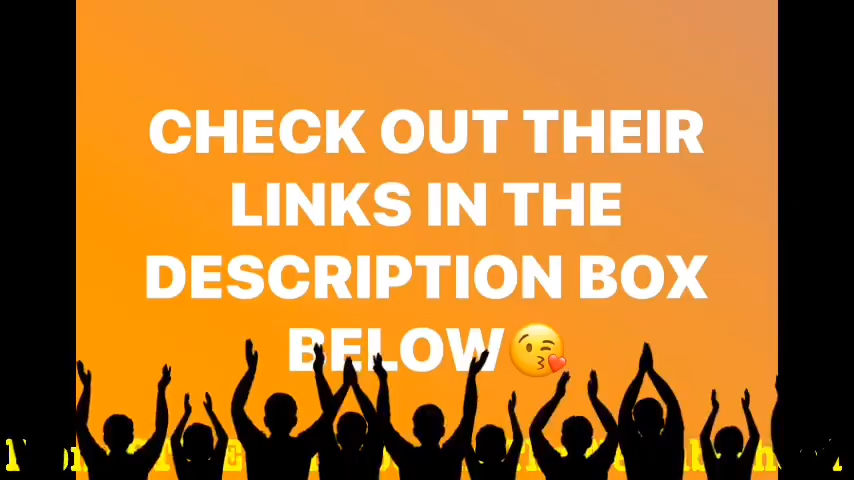 CHECK OUT THEIR
LINKS IN THE
DESCRIPTION BOX
BELOW😘